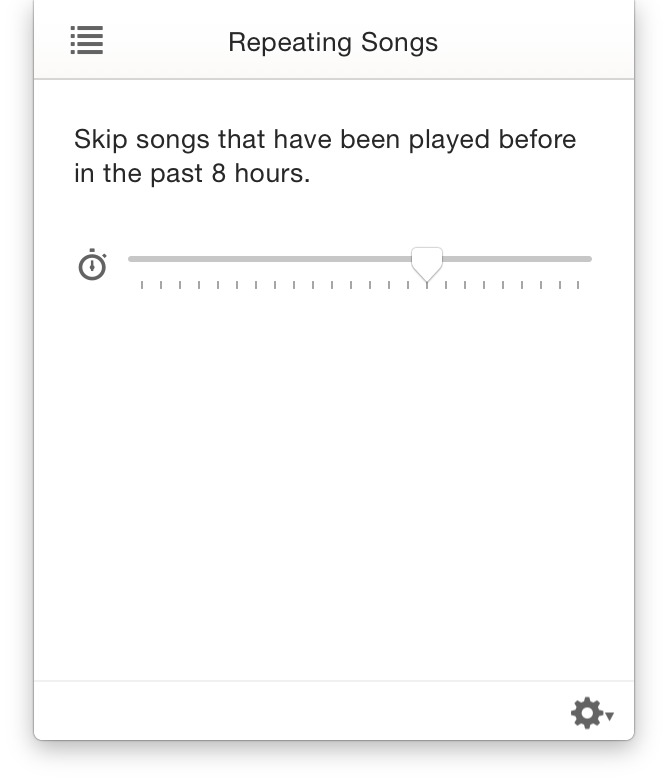 Repeating Songs
Skip songs that have been played before
in the past 8 hours.